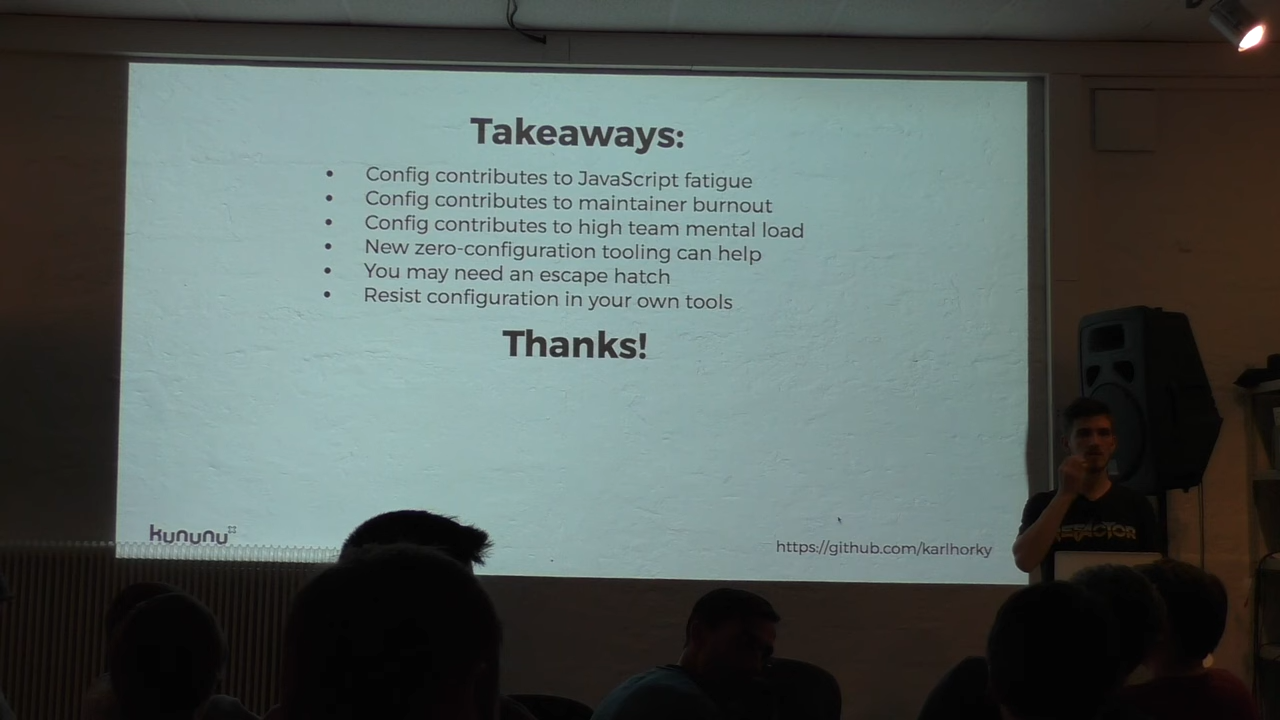 Takeaways:
• Config contributes to JavaScript fatigue
• Config contributes to maintainer burnout
• Config contributes to high team mental load
• New zero-configuration tooling can help
• You may need an escape hatch
• Resist configuration in your own tools
Thanks!
kununu
https://github.com/karlhorky